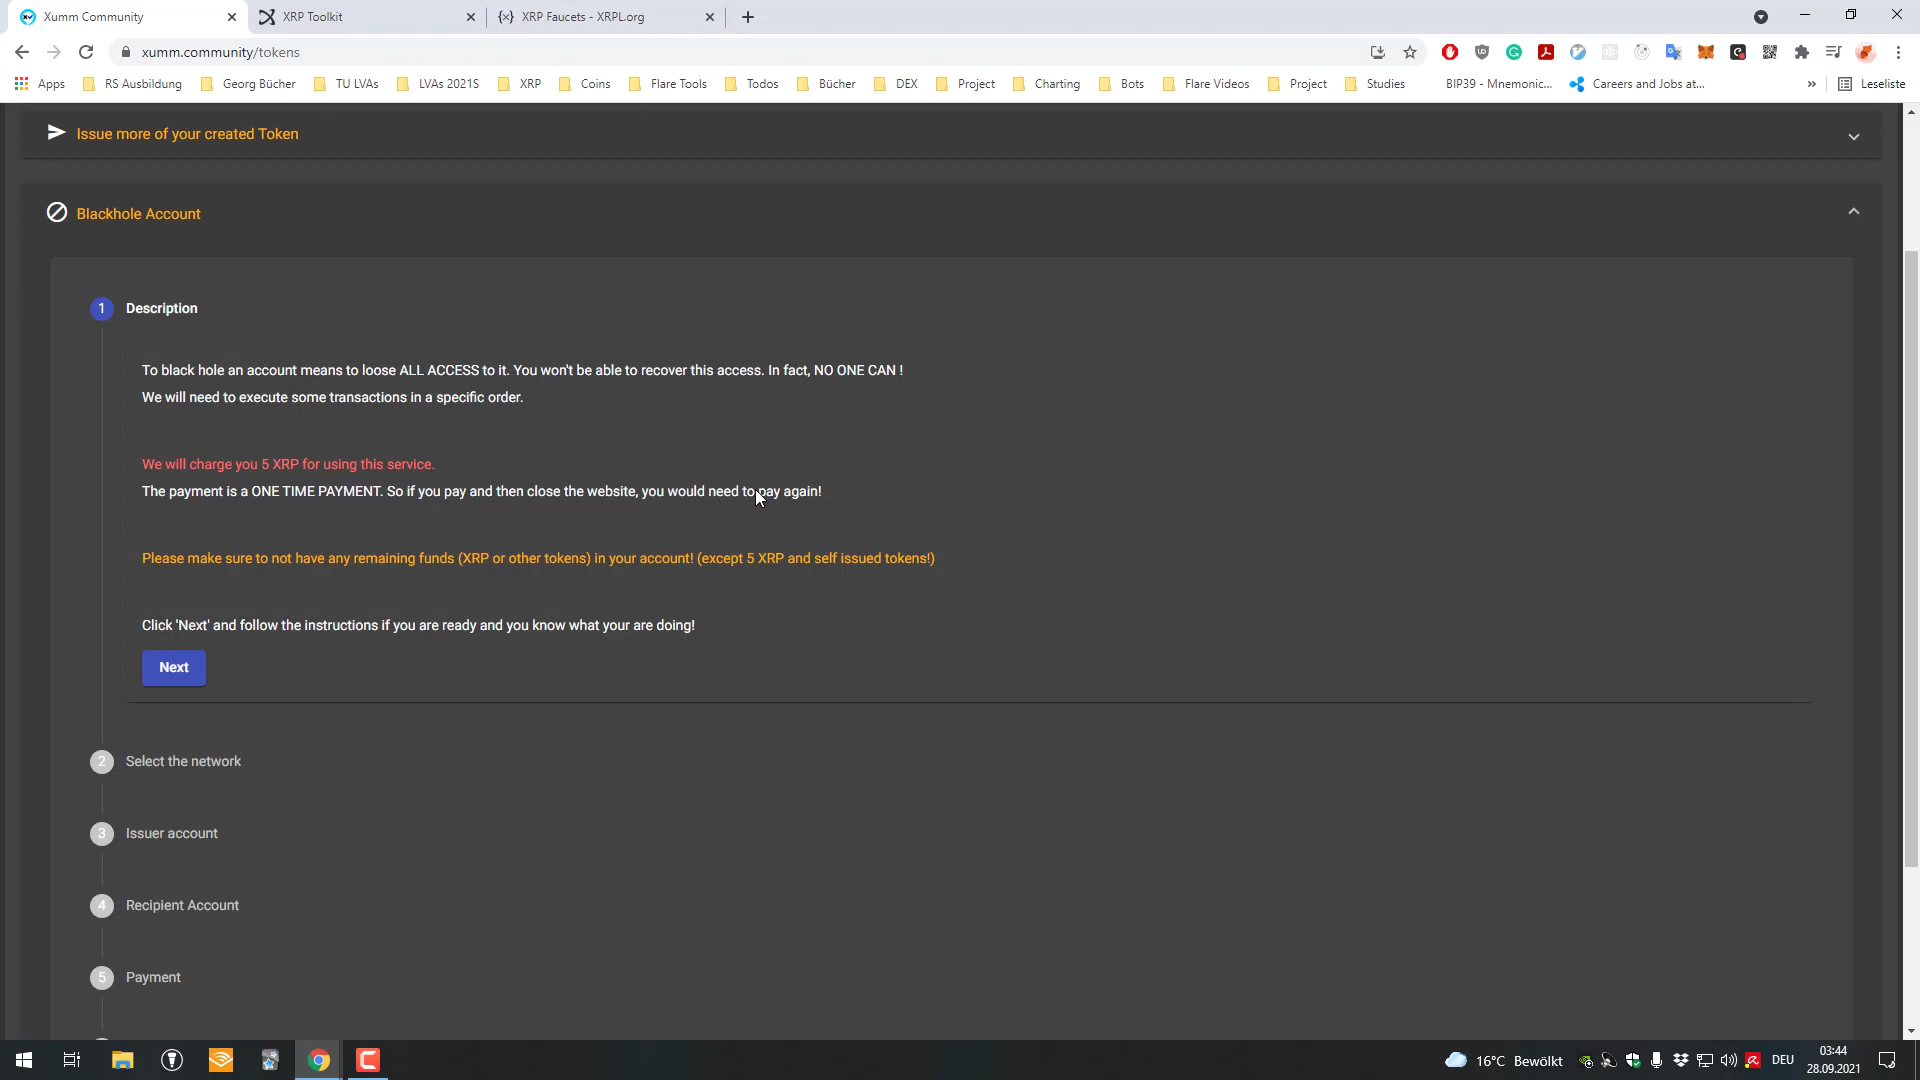 Xumm Community
XRP Toolkit
XRP Faucets - XRPL.org
xumm.community/tokens
Apps
RS Ausbildung
Georg Bücher
TU LVAs
LVAs 2021S
XRP
Coins
Flare Tools
Todos
Bücher
DEX
Project
Charting
Bots
Flare Videos
Project
Studies
BIP39 - Mnemonic...
Careers and Jobs at...
»
Leseliste
Issue more of your created Token
Blackhole Account
1 Description
To black hole an account means to loose ALL ACCESS to it. You won't be able to recover this access. In fact, NO ONE CAN !
We will need to execute some transactions in a specific order.
We will charge you 5 XRP for using this service.
The payment is a ONE TIME PAYMENT. So if you pay and then close the website, you would need to pay again!
Please make sure to not have any remaining funds (XRP or other tokens) in your account! (except 5 XRP and self issued tokens!)
Click 'Next' and follow the instructions if you are ready and you know what your are doing!
Next
2 Select the network
3 Issuer account
4 Recipient Account
5 Payment
16°C Bewölkt
DEU
03:44
28.09.2021